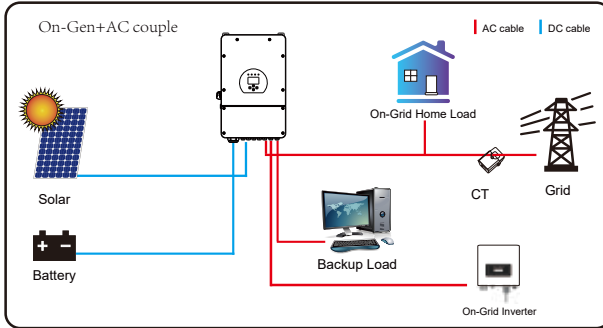 On-Gen+AC couple
AC cable
DC cable
On-Grid Home Load
Solar
CT
Grid
Battery
Backup Load
On-Grid Inverter